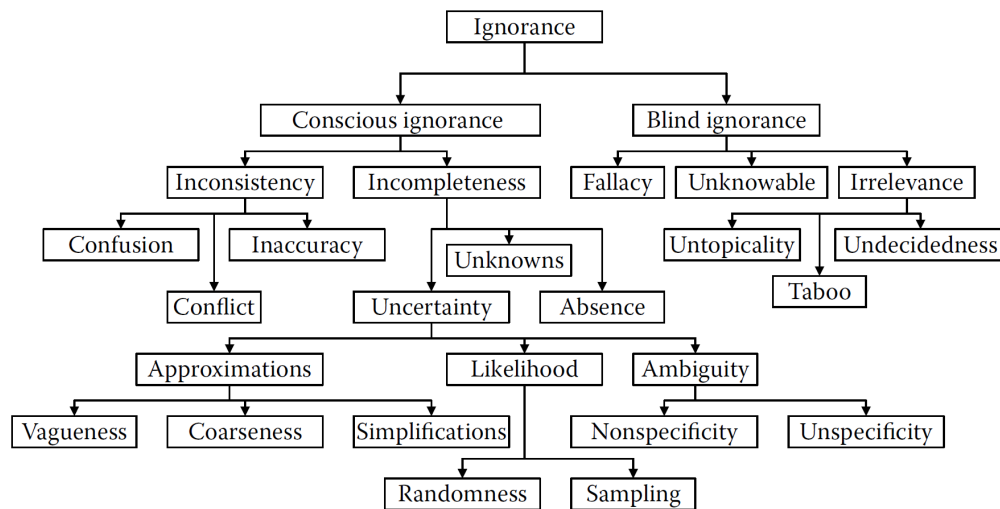 Ignorance
Conscious ignorance
Blind ignorance
Inconsistency
Incompleteness
Fallacy
Unknowable
Irrelevance
Confusion
Inaccuracy
Unknowns
Untopicality
Undecidedness
Conflict
Uncertainty
Absence
Taboo
Approximations
Likelihood
Ambiguity
Vagueness
Coarseness
Simplifications
Nonspecificity
Unspecificity
Randomness
Sampling